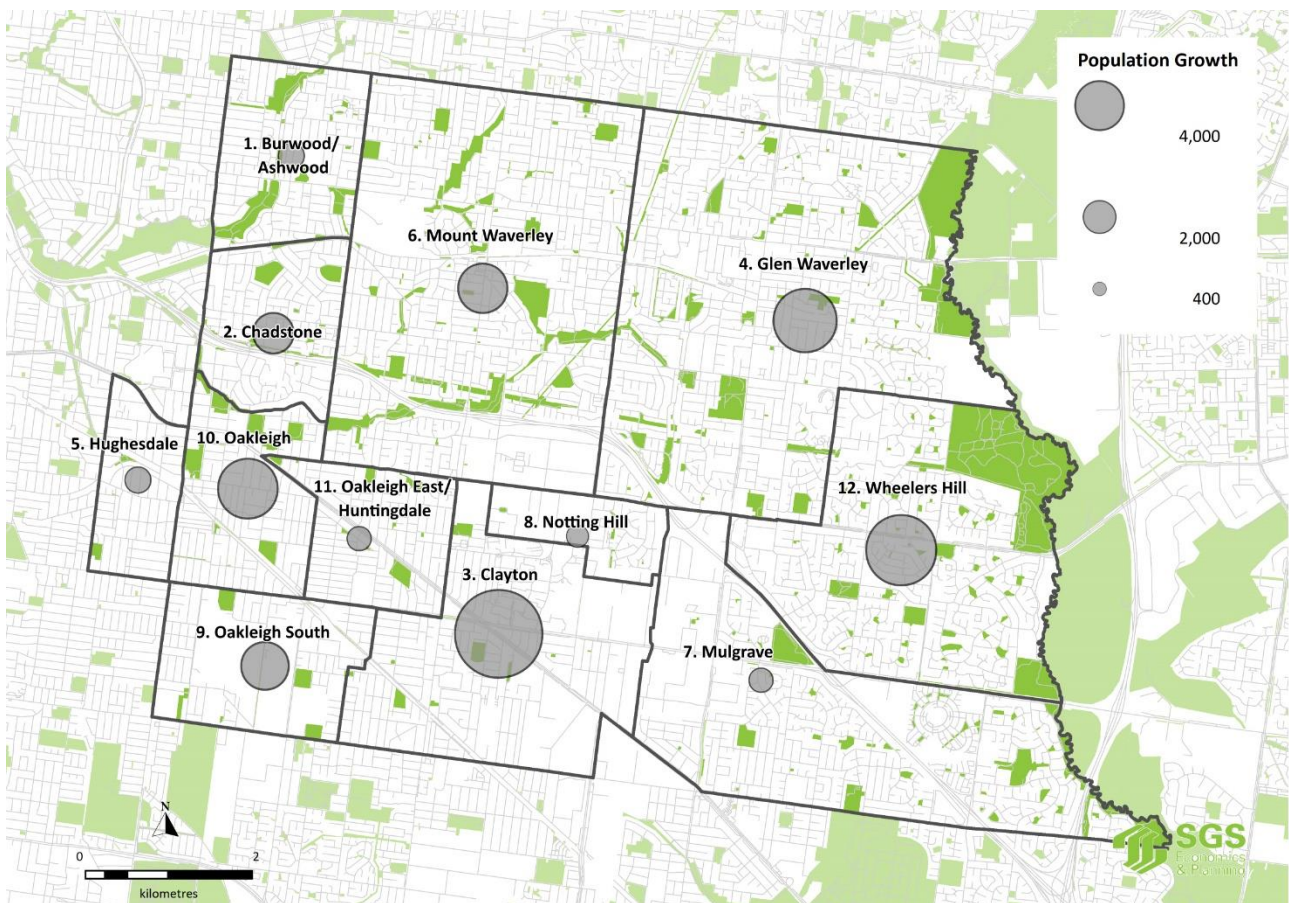 Population Growth
4,000
2,000
400
1. Burwood/
Ashwood
6. Mount Waverley
4. Glen Waverley
2. Chadstone
5. Hughesdale
10. Oakleigh
11. Oakleigh East/
Huntingdale
8. Notting Hill
12. Wheelers Hill
3. Clayton
9. Oakleigh South
7. Mulgrave
N
0
2
kilometres
SGS
Economics
& Planning